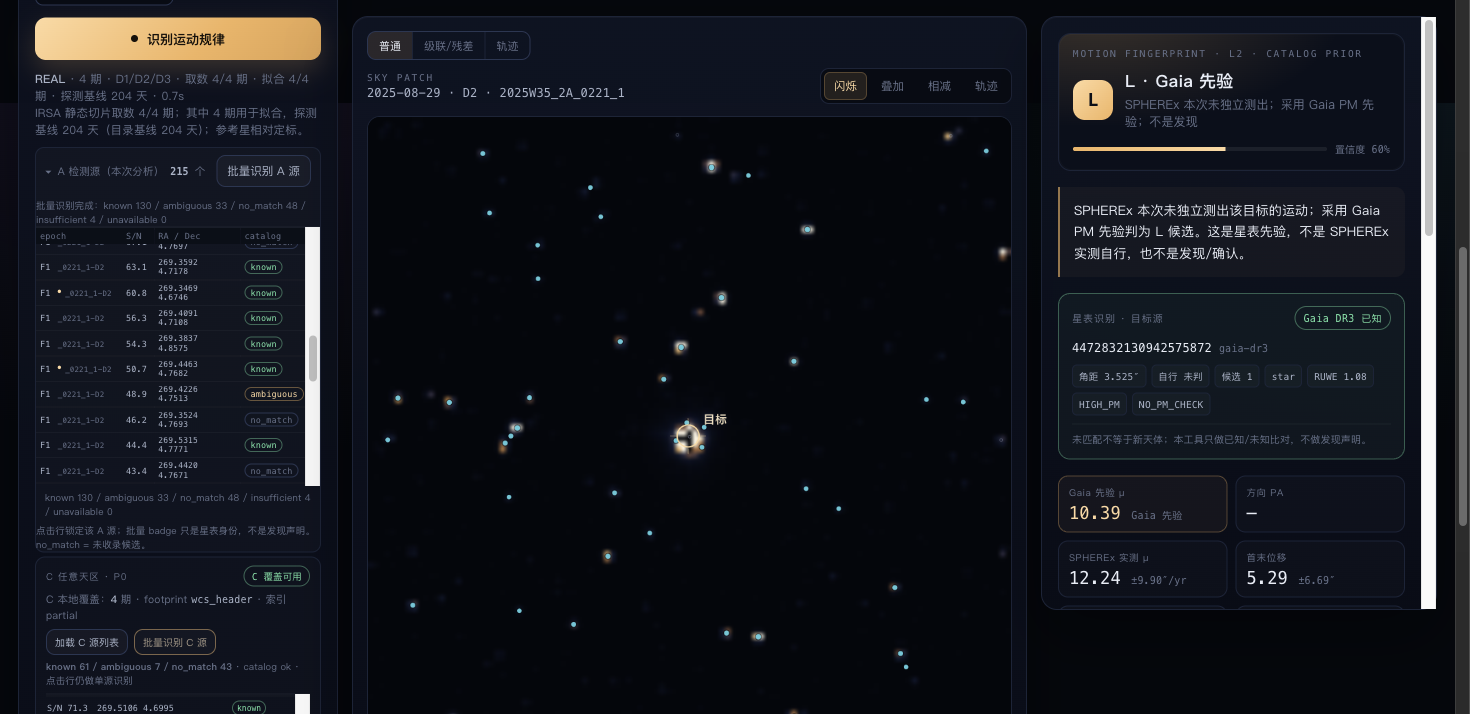 识别运动规律
REAL · 4 期 · D1/D2/D3 · 取数 4/4 期 · 拟合 4/4
期 · 探测基线 204 天 · 0.7s
IRSA 静态切片取数 4/4 期；其中 4 期用于拟合，探测
基线 204 天（目录基线 204 天）；参考星相对定标。
A 检测源（本次分析） 215 个
批量识别 A 源
批量识别完成：known 130 / ambiguous 33 / no_match 48 /
insufficient 4 / unavailable 0
epoch S/N RA / Dec catalog
4.7697
F1 _0221_1-D2 63.1 269.3592 known
4.7178
F1 • _0221_1-D2 60.8 269.3469 known
4.6746
F1 _0221_1-D2 56.3 269.4091 known
4.7108
F1 _0221_1-D2 54.3 269.3837 known
4.8575
F1 • _0221_1-D2 50.7 269.4463 known
4.7682
F1 _0221_1-D2 48.9 269.4226 ambiguous
4.7513
F1 _0221_1-D2 46.2 269.3524 no_match
4.7693
F1 _0221_1-D2 44.4 269.5315 known
4.7771
F1 _0221_1-D2 43.4 269.4420 no_match
4.7671
known 130 / ambiguous 33 / no_match 48 / insufficient 4
/ unavailable 0
点击行锁定该 A 源；批量 badge 只是星表身份，不是发现声明。
no_match = 未收录候选。
C 任意天区 · P0
C 覆盖可用
C 本地覆盖：4 期 · footprint wcs_header · 索引
partial
加载 C 源列表
批量识别 C 源
known 61 / ambiguous 7 / no_match 43 · catalog ok ·
点击行仍做单源识别
S/N 71.3 269.5106 4.6995 known
普通 级联/残差 轨迹
SKY PATCH
2025-08-29 · D2 · 2025W35_2A_0221_1
闪烁 叠加 相减 轨迹
目标
MOTION FINGERPRINT · L2 · CATALOG PRIOR
L
L · Gaia 先验
SPHEREx 本次未独立测出；采用 Gaia PM 先
验；不是发现
置信度 60%
SPHEREx 本次未独立测出该目标的运动；采用 Gaia
PM 先验判为 L 候选。这是星表先验，不是 SPHEREx
实测自行，也不是发现/确认。
星表识别 · 目标源
Gaia DR3 已知
4472832130942575872 gaia-dr3
角距 3.525″ 自行 未判 候选 1 star RUWE 1.08
HIGH_PM NO_PM_CHECK
未匹配不等于新天体；本工具只做已知/未知比对，不做发现声明。
Gaia 先验 μ
10.39 Gaia 先验
方向 PA
—
SPHEREx 实测 μ
12.24 ±9.90″/yr
首末位移
5.29 ±6.69″